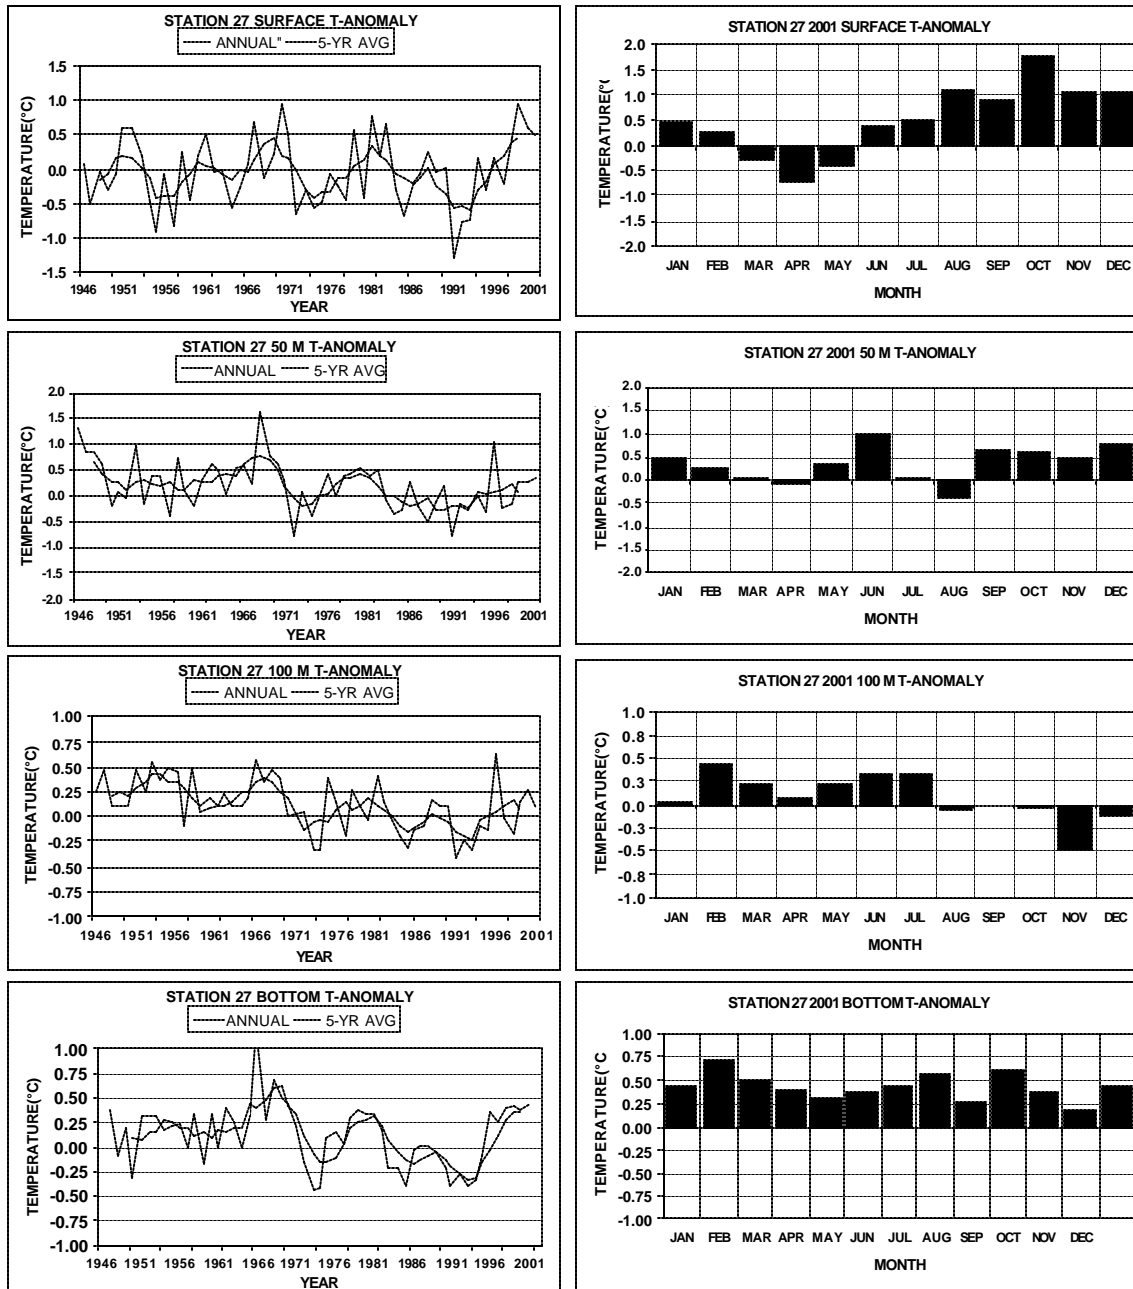 STATION 27 SURFACE T-ANOMALY
ANNUAL" 5-YR AVG
TEMPERATURE(°C)
1.5
1.0
0.5
0.0
-0.5
-1.0
-1.5
1946 1951 1956 1961 1966 1971 1976 1981 1986 1991 1996 2001
YEAR
STATION 27 2001 SURFACE T-ANOMALY
TEMPERATURE(°(
2.0
1.5
1.0
0.5
0.0
-0.5
-1.0
-1.5
-2.0
JAN FEB MAR APR MAY JUN JUL AUG SEP OCT NOV DEC
MONTH
STATION 27 50 M T-ANOMALY
ANNUAL 5-YR AVG
TEMPERATURE(°C)
2.0
1.5
1.0
0.5
0.0
-0.5
-1.0
-1.5
-2.0
1946 1951 1956 1961 1966 1971 1976 1981 1986 1991 1996 2001
YEAR
STATION 27 2001 50 M T-ANOMALY
TEMPERATURE(°C
2.0
1.5
1.0
0.5
0.0
-0.5
-1.0
-1.5
-2.0
JAN FEB MAR APR MAY JUN JUL AUG SEP OCT NOV DEC
MONTH
STATION 27 100 M T-ANOMALY
ANNUAL 5-YR AVG
TEMPERATURE(°C)
1.00
0.75
0.50
0.25
0.00
-0.25
-0.50
-0.75
-1.00
1946 1951 1956 1961 1966 1971 1976 1981 1986 1991 1996 2001
YEAR
STATION 27 2001 100 M T-ANOMALY
TEMPERATURE(°C)
1.0
0.8
0.5
0.3
0.0
-0.3
-0.5
-0.8
-1.0
JAN FEB MAR APR MAY JUN JUL AUG SEP OCT NOV DEC
MONTH
STATION 27 BOTTOM T-ANOMALY
ANNUAL 5-YR AVG
TEMPERATURE(°C)
1.00
0.75
0.50
0.25
0.00
-0.25
-0.50
-0.75
-1.00
1946 1951 1956 1961 1966 1971 1976 1981 1986 1991 1996 2001
YEAR
STATION 27 2001 BOTTOM T-ANOMALY
TEMPERATURE(°C
1.00
0.75
0.50
0.25
0.00
-0.25
-0.50
-0.75
-1.00
JAN FEB MAR APR MAY JUN JUL AUG SEP OCT NOV DEC
MONTH